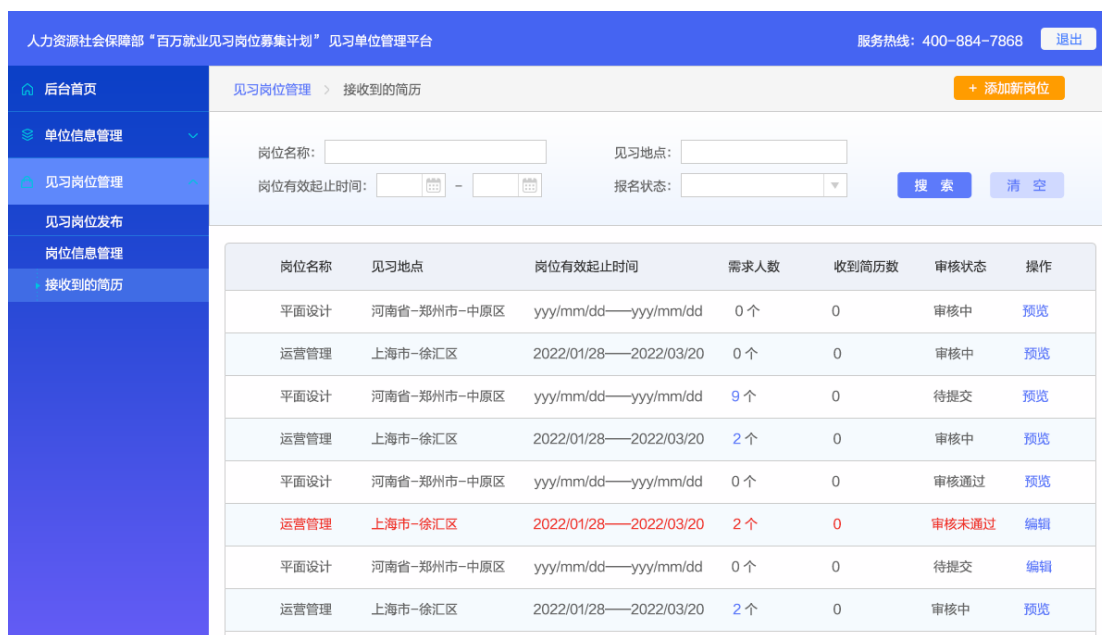 人力资源社会保障部“百万就业见习岗位募集计划” 见习单位管理平台 服务热线：400-884-7868 退出
后台首页
单位信息管理
见习岗位管理
见习岗位发布
岗位信息管理
接收到的简历
见习岗位管理 > 接收到的简历 + 添加新岗位
岗位名称： 见习地点：
岗位有效起止时间： - 报名状态： 搜 索 清 空
岗位名称 见习地点 岗位有效起止时间 需求人数 收到简历数 审核状态 操作
平面设计 河南省-郑州市-中原区 yyy/mm/dd——yyy/mm/dd 0 个 0 审核中 预览
运营管理 上海市-徐汇区 2022/01/28——2022/03/20 0 个 0 审核中 预览
平面设计 河南省-郑州市-中原区 yyy/mm/dd——yyy/mm/dd 9 个 0 待提交 预览
运营管理 上海市-徐汇区 2022/01/28——2022/03/20 2 个 0 审核中 预览
平面设计 河南省-郑州市-中原区 yyy/mm/dd——yyy/mm/dd 0 个 0 审核通过 预览
运营管理 上海市-徐汇区 2022/01/28——2022/03/20 2 个 0 审核未通过 编辑
平面设计 河南省-郑州市-中原区 yyy/mm/dd——yyy/mm/dd 0 个 0 待提交 编辑
运营管理 上海市-徐汇区 2022/01/28——2022/03/20 2 个 0 审核中 预览